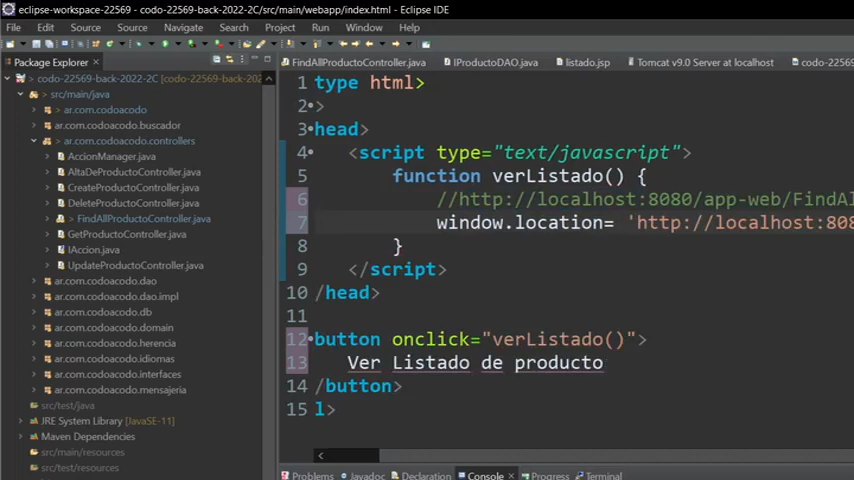 eclipse-workspace-22569 - codo-22569-back-2022-2C/src/main/webapp/index.html - Eclipse IDE
File Edit Source Source Navigate Search Project Run Window Help
Package Explorer
codo-22569-back-2022-2C [codo-22569-back-2022-2C
src/main/java
ar.com.codoacodo
ar.com.codoacodo.buscador
ar.com.codoacodo.controllers
AccionManager.java
AltaDeProductoController.java
CreateProductoController.java
DeleteProductoController.java
> FindAllProductoController.java
GetProductoController.java
IAccion.java
UpdateProductoController.java
ar.com.codoacodo.dao
ar.com.codoacodo.dao.impl
ar.com.codoacodo.db
ar.com.codoacodo.domain
ar.com.codoacodo.herencia
ar.com.codoacodo.idiomas
ar.com.codoacodo.interfaces
ar.com.codoacodo.mensajeria
src/test/java
JRE System Library [JavaSE-11]
Maven Dependencies
src/main/resources
src/test/resources
FindAllProductoController.java IProductoDAO.java listado.jsp Tomcat v9.0 Server at localhost codo-22569
1 type html>
2 >
3 head>
4 <script type="text/javascript">
5 function verListado() {
6 //http://localhost:8080/app-web/FindAl
7 window.location= 'http://localhost:808
8 }
9 </script>
10 /head>
11
12 button onclick="verListado()">
13 Ver Listado de producto
14 /button>
15 l>
Problems Javadoc Declaration Console Progress Terminal